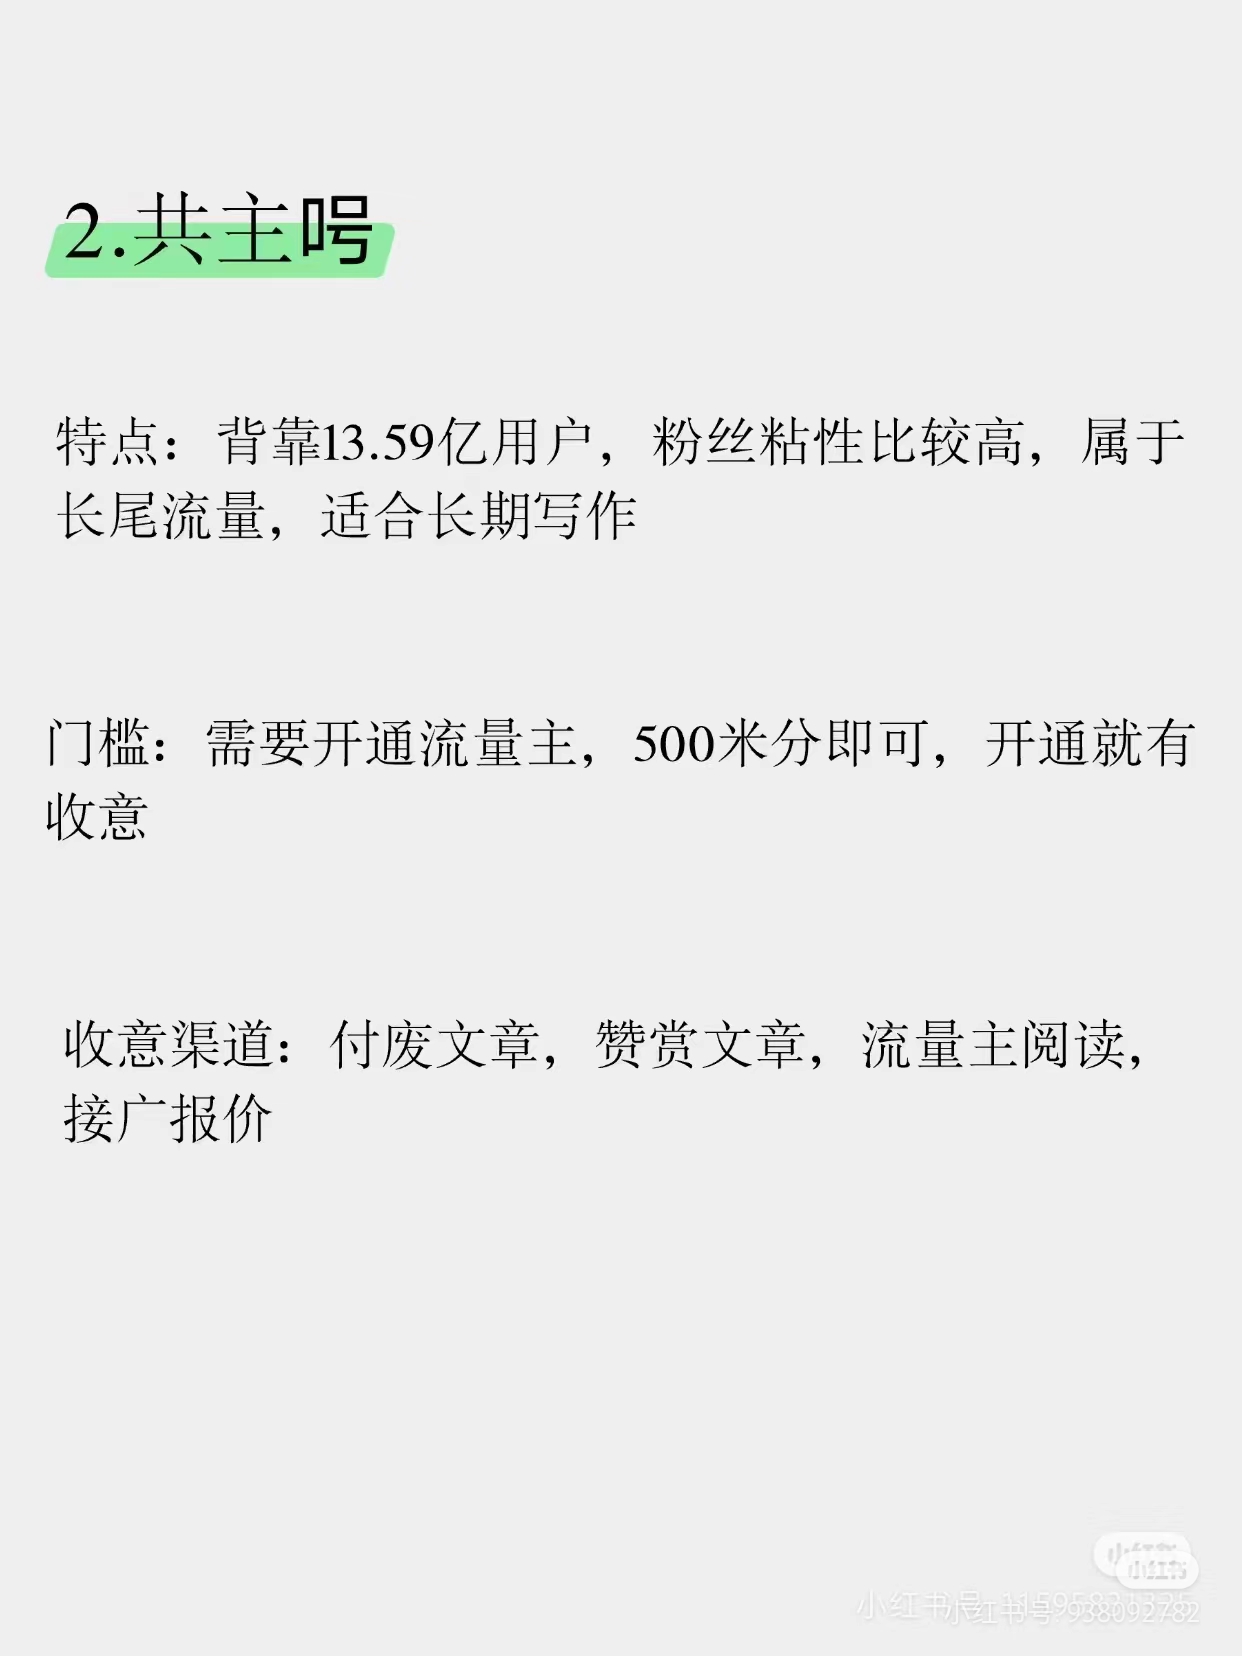 2.共主呺
特点：背靠13.59亿用户，粉丝粘性比较高，属于
长尾流量，适合长期写作
门槛：需要开通流量主，500米分即可，开通就有
收意
收意渠道：付废文章，赞赏文章，流量主阅读，
接广报价
小红书
小红书
小红书号
小红书号:938092782